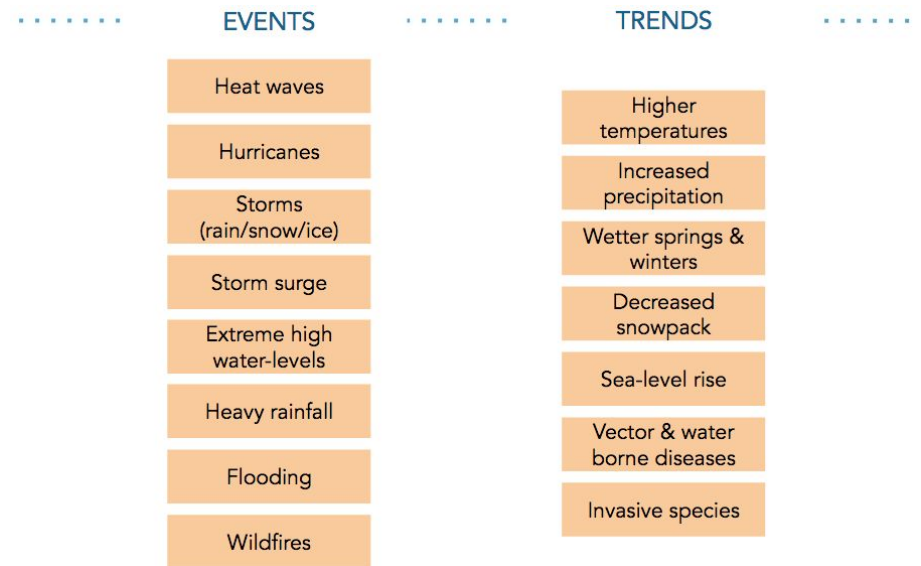 EVENTS
Heat waves
Hurricanes
Storms
(rain/snow/ice)
Storm surge
Extreme high
water-levels
Heavy rainfall
Flooding
Wildfires
TRENDS
Higher
temperatures
Increased
precipitation
Wetter springs &
winters
Decreased
snowpack
Sea-level rise
Vector & water
borne diseases
Invasive species